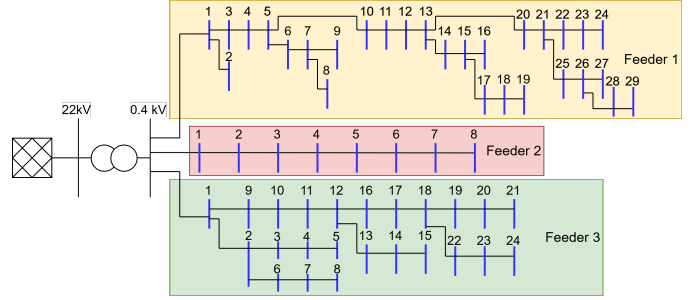 1 3 4 5 10 11 12 13 20 21 22 23 24
6 7 9 14 15 16
2 Feeder 1
8 17 18 19 25 26 27 28 29
22kV 0.4 kV
1 2 3 4 5 6 7 8
Feeder 2
1 9 10 11 12 16 17 18 19 20 21
2 3 4 5 13 14 15 22 23 24
Feeder 3
6 7 8